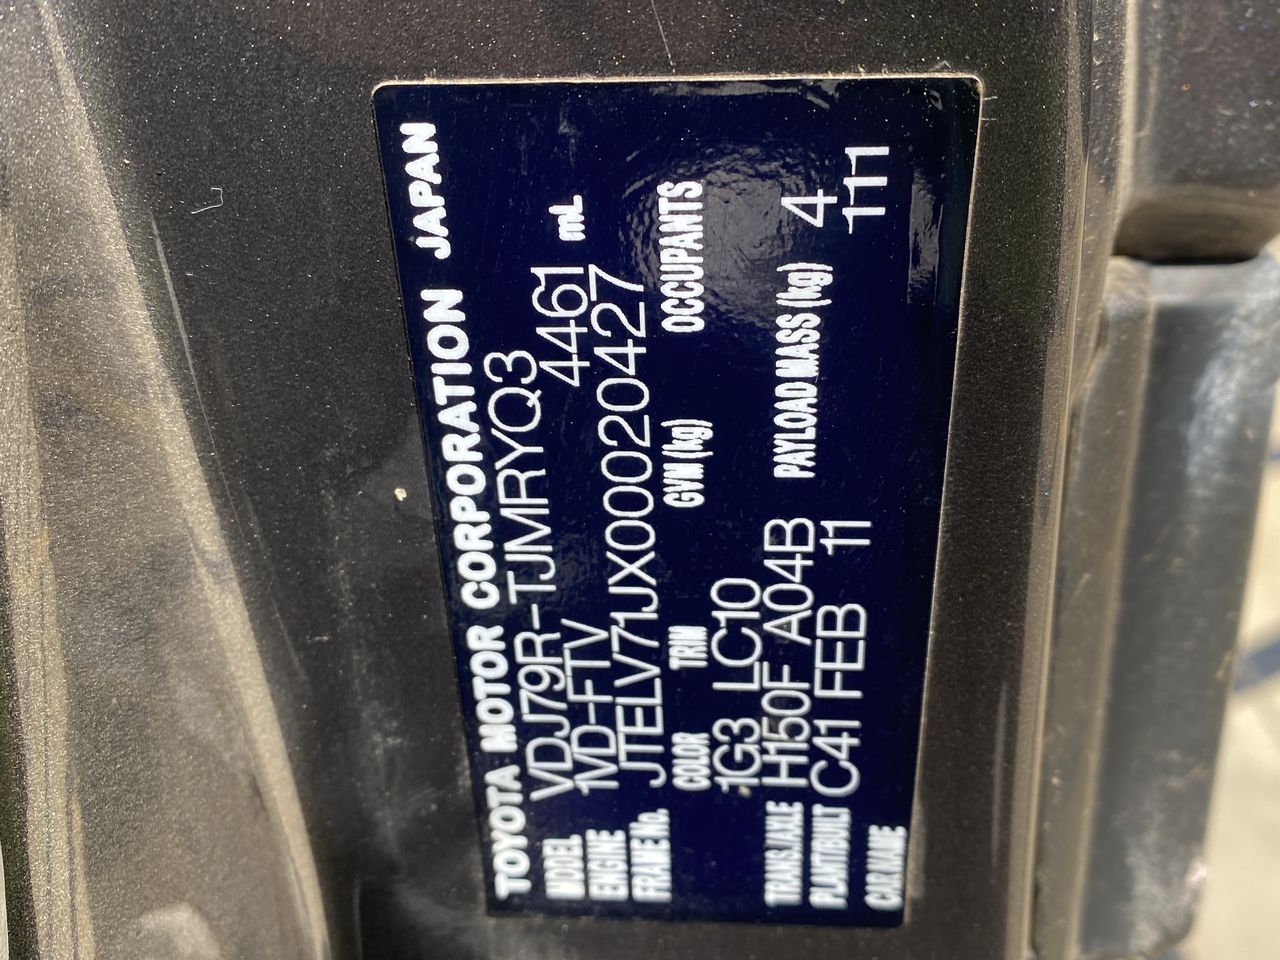 TOYOTA MOTOR CORPORATION JAPAN
MODEL VDJ79R-TJMRYQ3
ENGINE 1VD-FTV 4461 mL
FRAME No. JTELV71JX00020427
COLOR TRIM GVM (kg) OCCUPANTS
1G3 LC10
TRANS./AXLE H150F A04B PAYLOAD MASS (kg) 4
PLANT/BUILT C41 FEB 11 111
CAR NAME